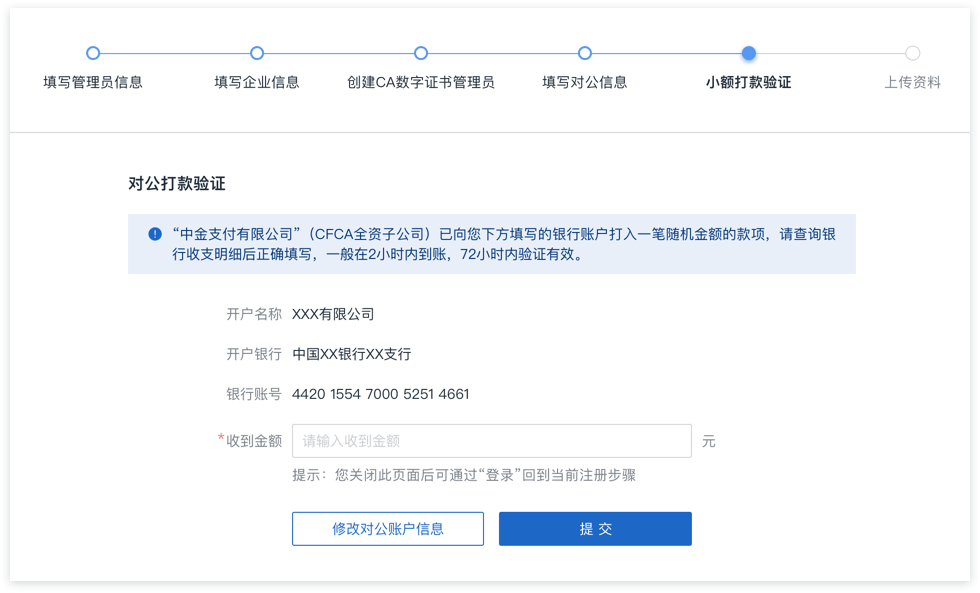 填写管理员信息 填写企业信息 创建CA数字证书管理员 填写对公信息 小额打款验证 上传资料
对公打款验证
“中金支付有限公司”（CFCA全资子公司）已向您下方填写的银行账户打入一笔随机金额的款项，请查询银
行收支明细后正确填写，一般在2小时内到账，72小时内验证有效。
开户名称 XXX有限公司
开户银行 中国XX银行XX支行
银行账号 4420 1554 7000 5251 4661
*收到金额 请输入收到金额 元
提示：您关闭此页面后可通过“登录”回到当前注册步骤
修改对公账户信息 提 交